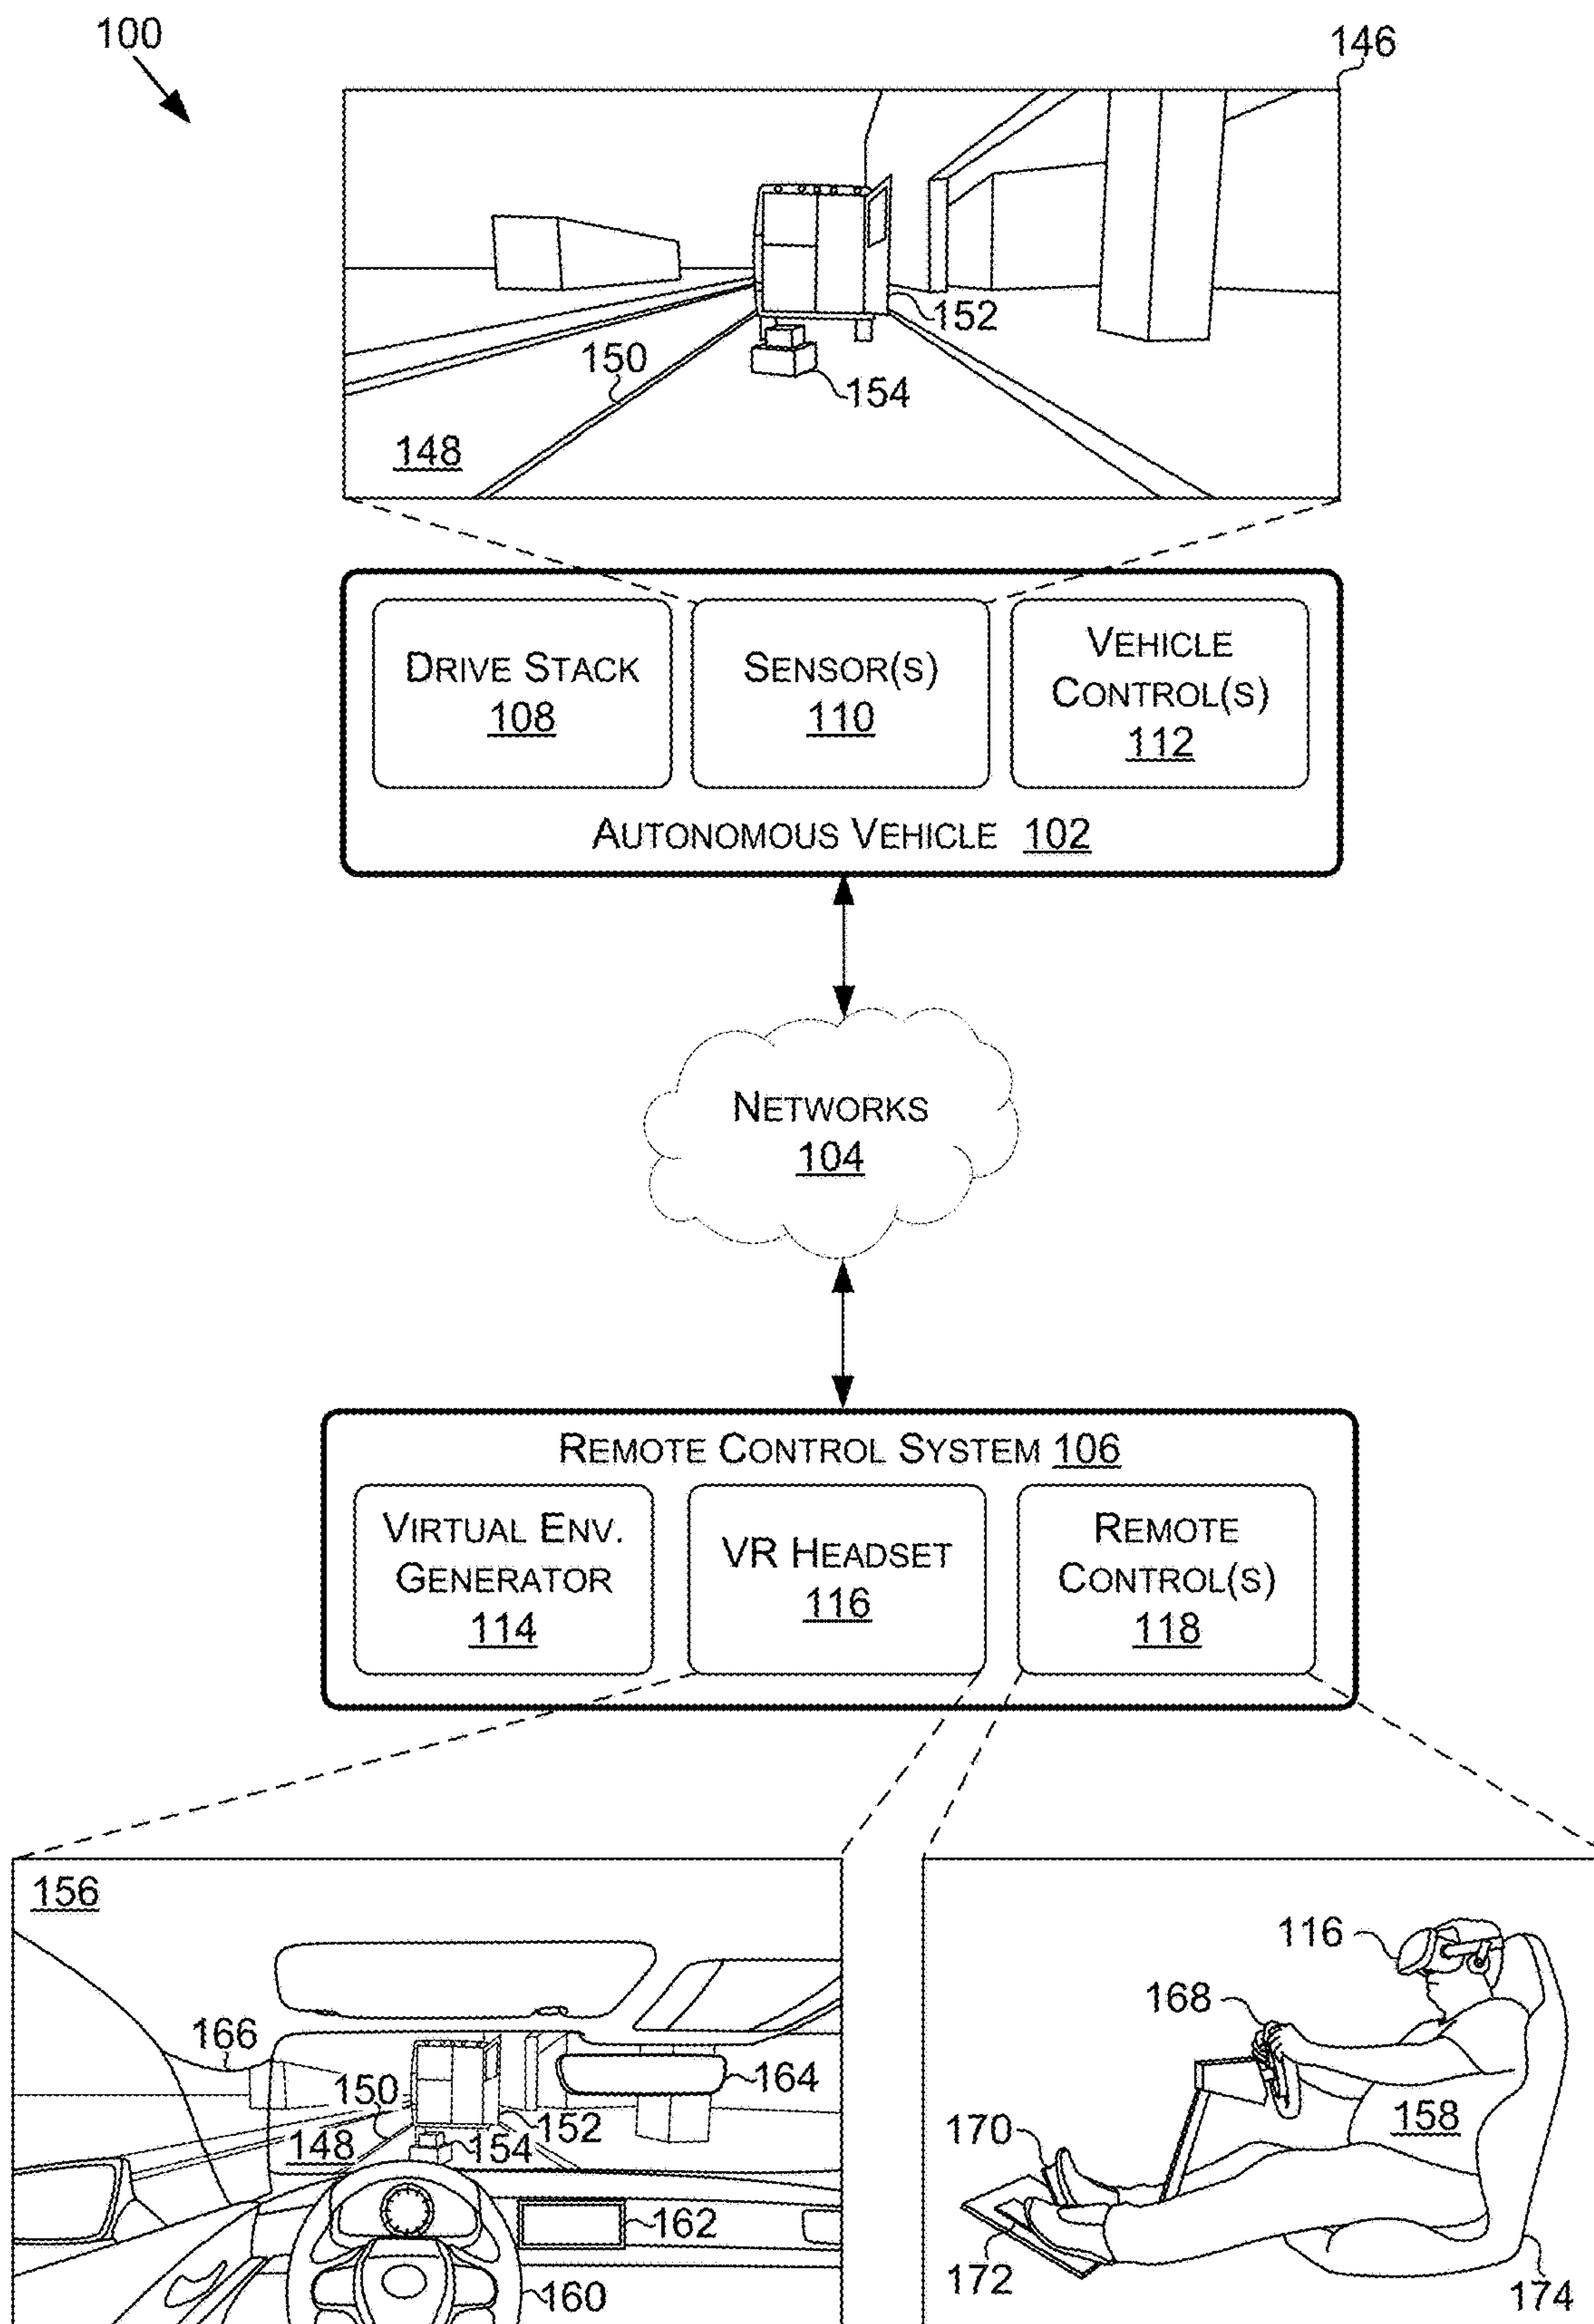 100
146
152
150
154
148
DRIVE STACK
108
SENSOR(S)
110
VEHICLE
CONTROL(S)
112
AUTONOMOUS VEHICLE 102
NETWORKS
104
REMOTE CONTROL SYSTEM 106
VIRTUAL ENV.
GENERATOR
114
VR HEADSET
116
REMOTE
CONTROL(S)
118
156
166
150
164
152
148
154
162
160
116
168
158
170
172
174